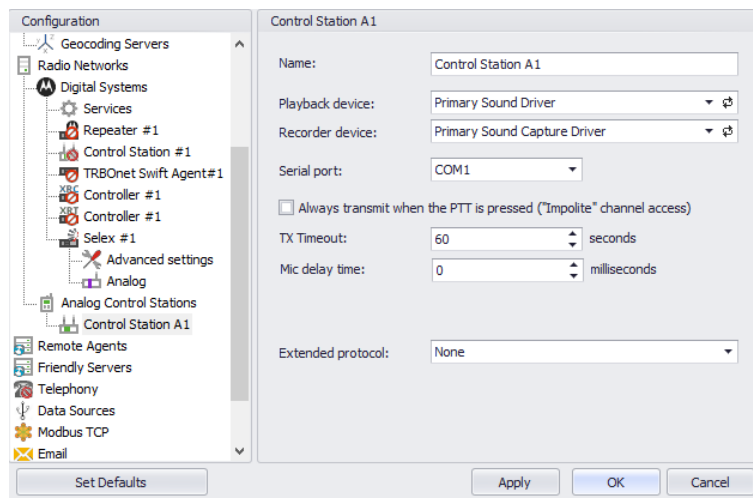 Configuration
Geocoding Servers
Radio Networks
Digital Systems
Services
Repeater #1
Control Station #1
TRBOnet Swift Agent#1
XRC
Controller #1
XRT
Controller #1
Selex #1
Advanced settings
Analog
Analog Control Stations
Control Station A1
Remote Agents
Friendly Servers
Telephony
Data Sources
Modbus TCP
Email
Set Defaults
Control Station A1
Name: Control Station A1
Playback device: Primary Sound Driver
Recorder device: Primary Sound Capture Driver
Serial port: COM1
Always transmit when the PTT is pressed ("Impolite" channel access)
TX Timeout: 60 seconds
Mic delay time: 0 milliseconds
Extended protocol: None
Apply OK Cancel